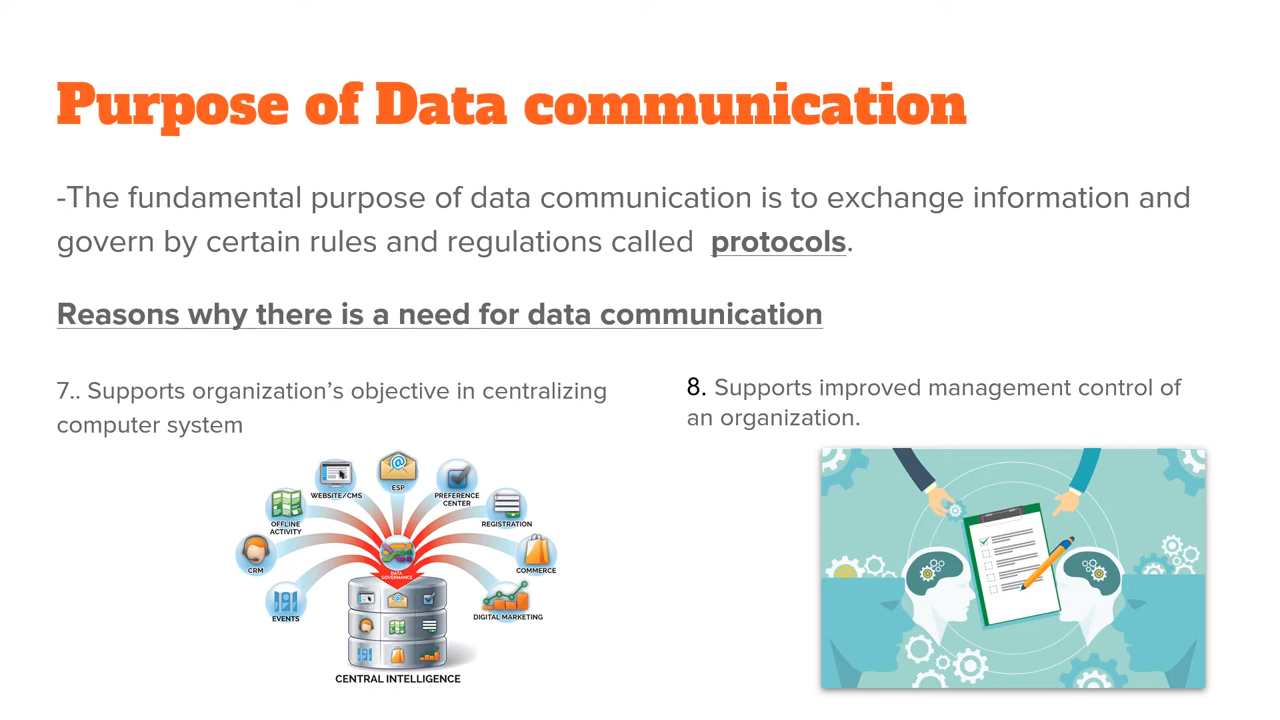 Purpose of Data communication
-The fundamental purpose of data communication is to exchange information and
govern by certain rules and regulations called protocols.
Reasons why there is a need for data communication
7.. Supports organization’s objective in centralizing
computer system
8. Supports improved management control of
an organization.
ESP
WEBSITE/CMS
PREFERENCE
CENTER
OFFLINE
ACTIVITY
REGISTRATION
CRM
COMMERCE
DATA
GOVERNANCE
EVENTS
DIGITAL MARKETING
CENTRAL INTELLIGENCE